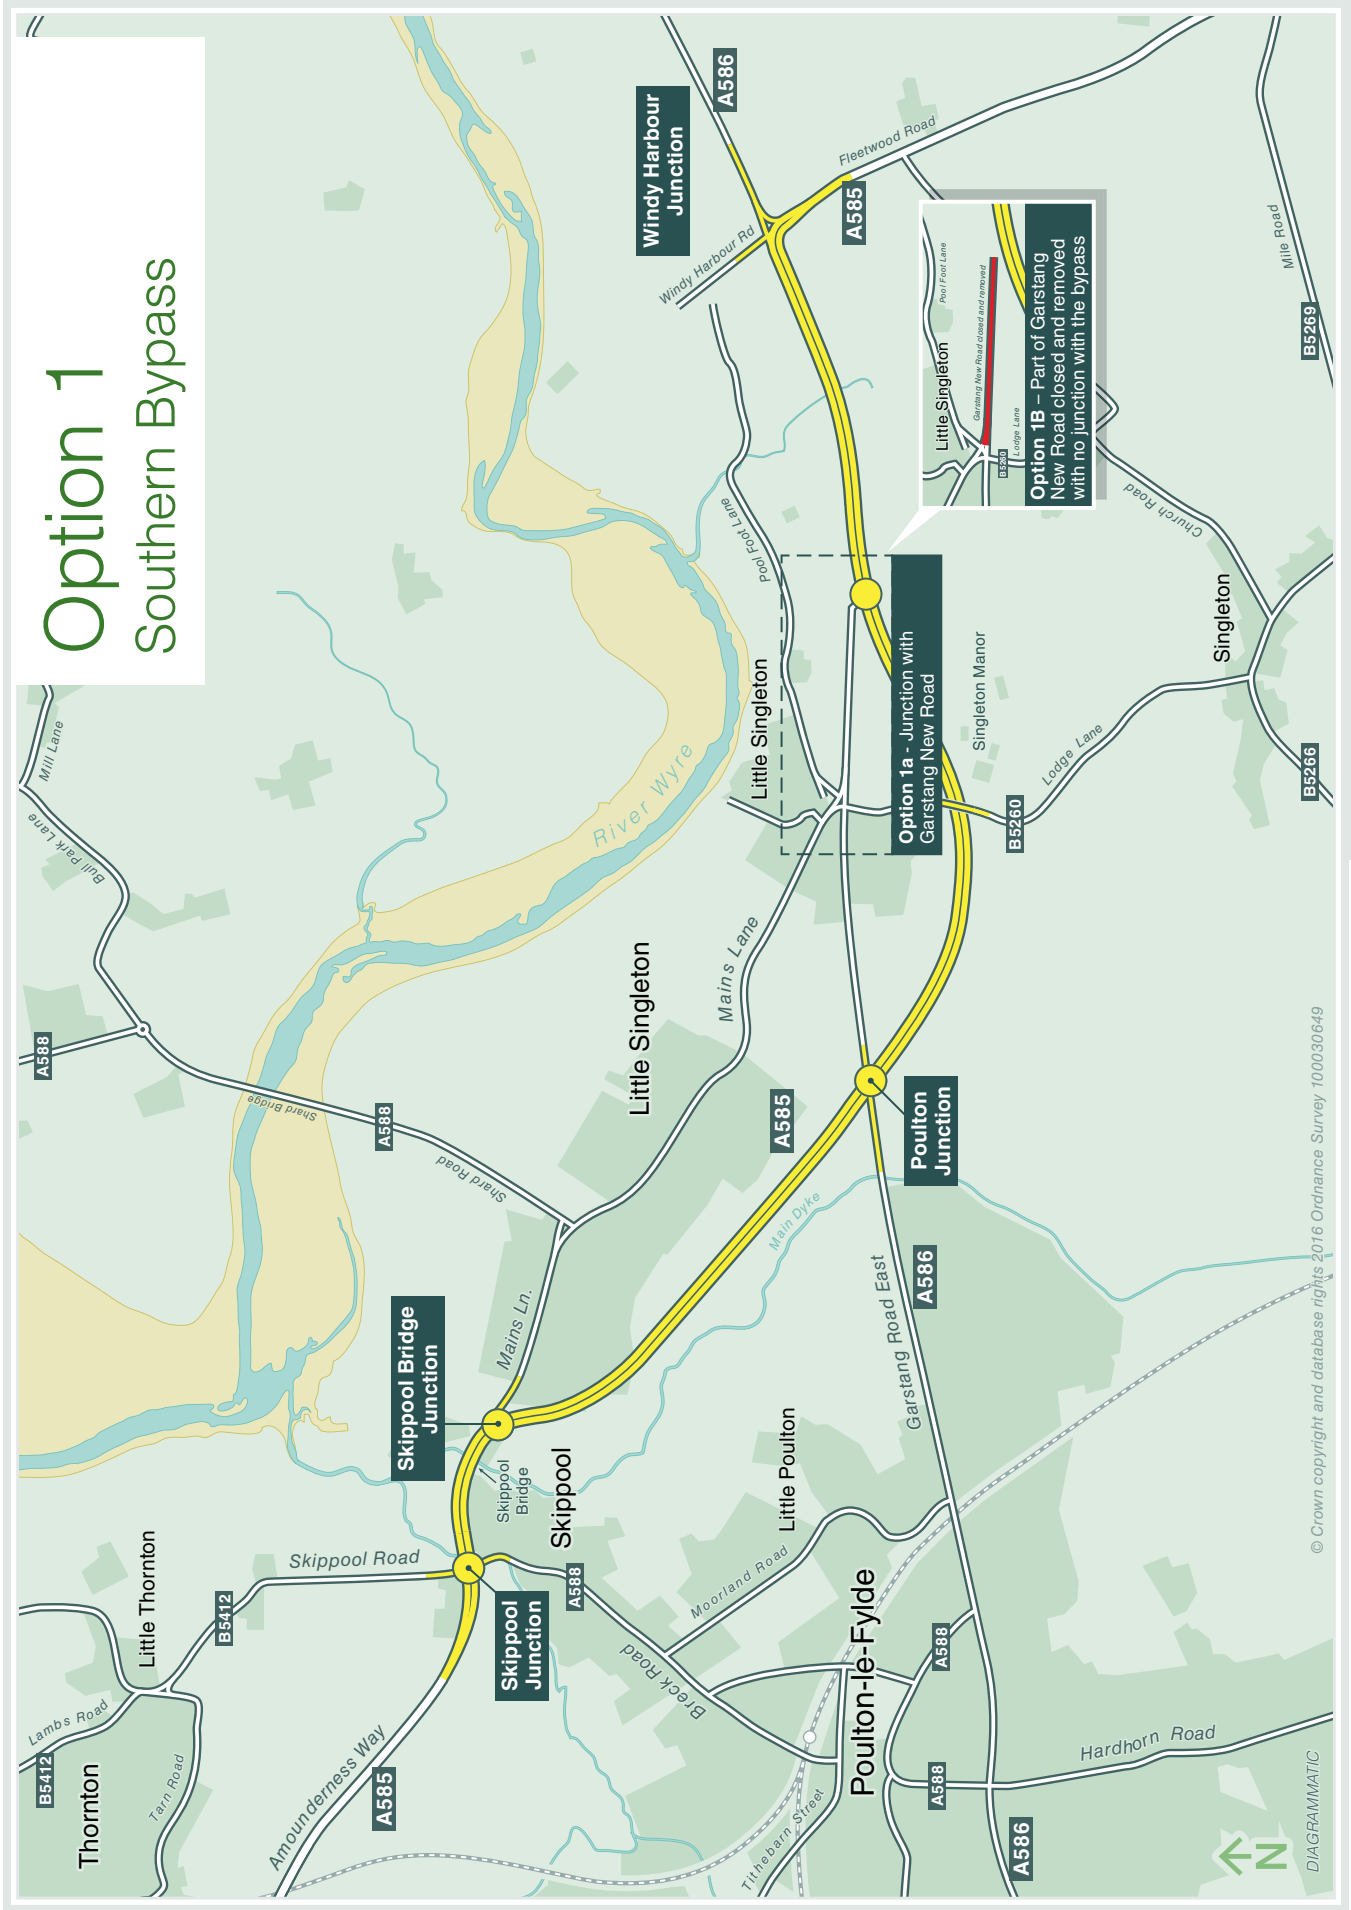 Option 1
Southern Bypass
Thornton
Little Thornton
Lambs Road
B5412
Tarn Road
B5412
Skippool Road
Amounderness Way
A585
Skippool
Junction
Skippool Bridge
Junction
Skippool
Bridge
Skippool
Mains Ln.
A588
Breck Road
Moorland Road
Little Poulton
Poulton-le-Fylde
Tithebarn Street
A588
A588
Hardhorn Road
A586
Garstang Road East
A586
Main Dyke
A585
Poulton
Junction
A588
Shard Bridge
A588
Shard Road
Bull Park Lane
Mill Lane
River Wyre
Little Singleton
Mains Lane
Little Singleton
Pool Foot Lane
Option 1a - Junction with
Garstang New Road
Singleton Manor
B5260
Lodge Lane
Singleton
B5266
Church Road
Windy Harbour
Junction
A586
Windy Harbour Rd
A585
Fleetwood Road
Mile Road
B5269
Little Singleton
Pool Foot Lane
Garstang New Road closed and removed
B5260
Lodge Lane
Option 1B – Part of Garstang
New Road closed and removed
with no junction with the bypass
N
DIAGRAMMATIC
© Crown copyright and database rights 2016 Ordnance Survey 100030649